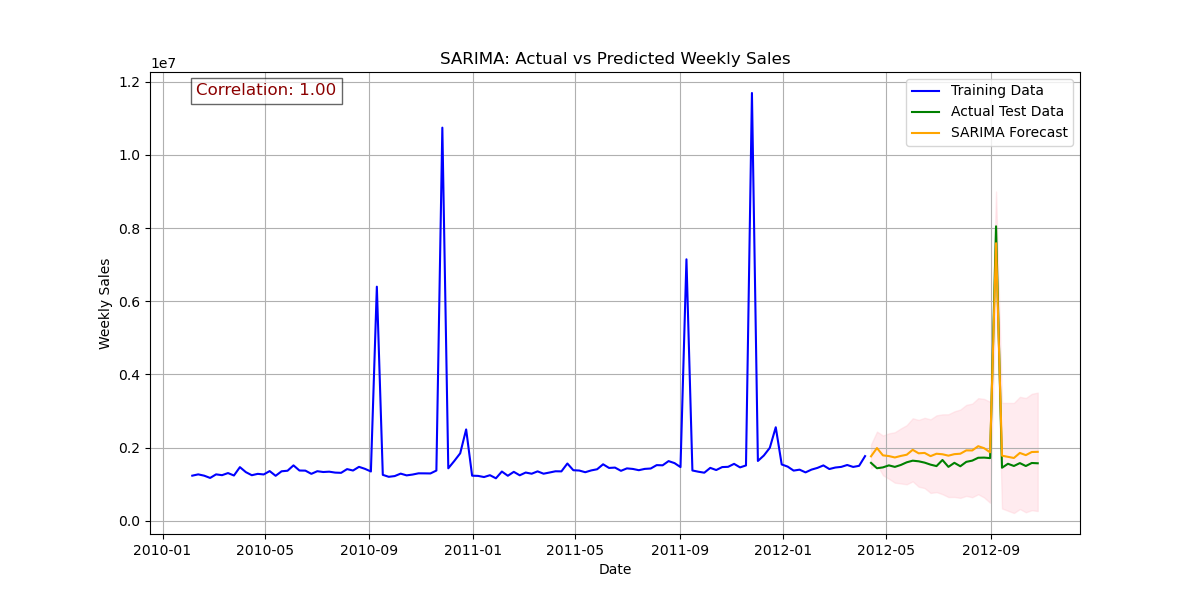 SARIMA: Actual vs Predicted Weekly Sales
1e7
Correlation: 1.00
Training Data
Actual Test Data
SARIMA Forecast
1.2
1.0
0.8
0.6
0.4
0.2
0.0
Weekly Sales
2010-01 2010-05 2010-09 2011-01 2011-05 2011-09 2012-01 2012-05 2012-09
Date